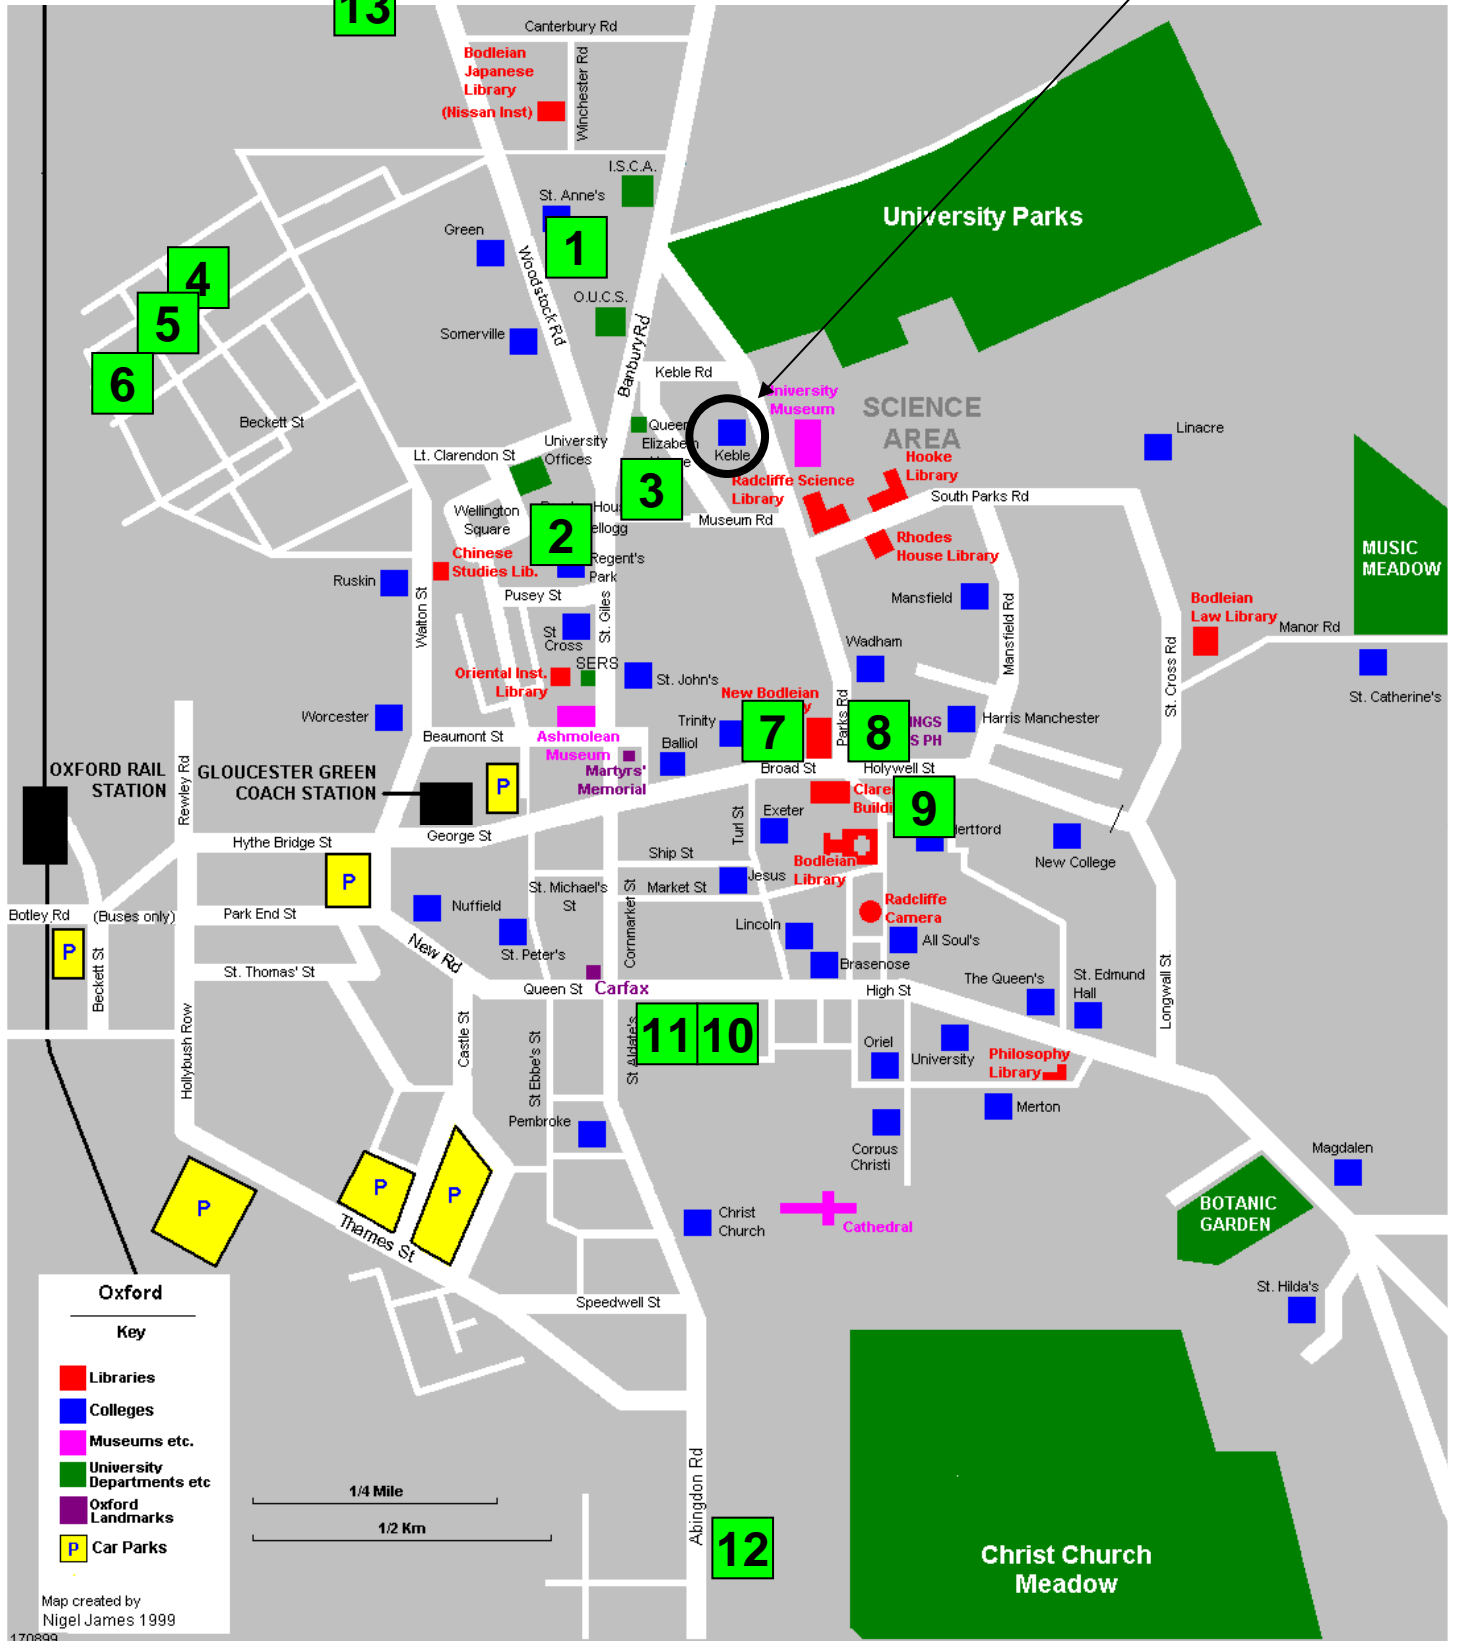 13
Canterbury Rd
Bodleian
Japanese
Library
(Nissan Inst)
Winchester Rd
I.S.C.A.
St. Anne's
University Parks
Green
1
Woodstock Rd
4
5
6
O.U.C.S.
Somerville
Banbury Rd
Keble Rd
University
Museum
SCIENCE
AREA
Beckett St
Queen
Elizabeth
Keble
Linacre
University
Offices
Lt. Clarendon St
Hooke
Library
Radcliffe Science
Library
3
South Parks Rd
Wellington
Square
2
Museum Rd
Rhodes
House Library
MUSIC
MEADOW
Chinese
Studies Lib.
Regent's
Park
Ruskin
Pusey St
Mansfield
Bodleian
Law Library
Manor Rd
Walton St
St. Giles
St
Cross
Wadham
Mansfield Rd
St. Cross Rd
SERS
Oriental Inst.
Library
St. John's
St. Catherine's
New Bodleian
Worcester
Trinity
7
Parks Rd
8
INGS
S PH
Harris Manchester
Beaumont St
Ashmolean
Museum
Balliol
Martyrs'
Memorial
Broad St
Holywell St
OXFORD RAIL
STATION
Rewley Rd
GLOUCESTER GREEN
COACH STATION
P
9
Turl St
Exeter
Hertford
George St
Hythe Bridge St
New College
Ship St
Bodleian
Library
P
St. Michael's
St
Market St
Jesus
Cornmarket St
Radcliffe
Camera
Botley Rd
(Buses only)
Park End St
Nuffield
Lincoln
All Soul's
P
New Rd
St. Peter's
Brasenose
Beckett St
St. Thomas' St
The Queen's
St. Edmund
Hall
Longwall St.
Queen St
Carfax
High St
Hollybush Row
Castle St
St Ebbe's St
St Aldate's
11
10
Oriel
University
Philosophy
Library
Pembroke
Merton
Corpus
Christi
Magdalen
P
P
P
BOTANIC
GARDEN
Christ
Church
Cathedral
Thames St
St. Hilda's
Speedwell St
Oxford
Key
Libraries
Colleges
Museums etc.
University
Departments etc
Oxford
Landmarks
P
Car Parks
Map created by
Nigel James 1999
170899
1/4 Mile
1/2 Km
Abingdon Rd
12
Christ Church
Meadow